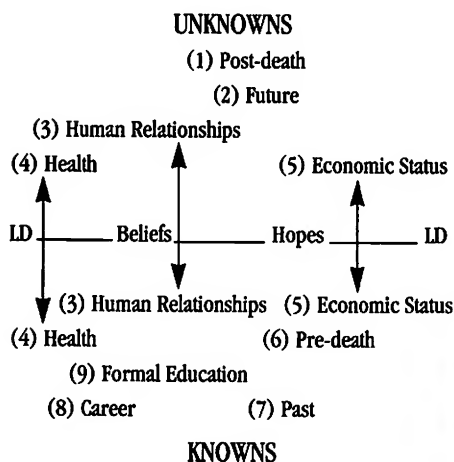 UNKNOWNS
(1) Post-death
(2) Future
(3) Human Relationships
(4) Health
(5) Economic Status
LD Beliefs Hopes LD
(3) Human Relationships (5) Economic Status
(4) Health (6) Pre-death
(9) Formal Education
(8) Career (7) Past
KNOWNS